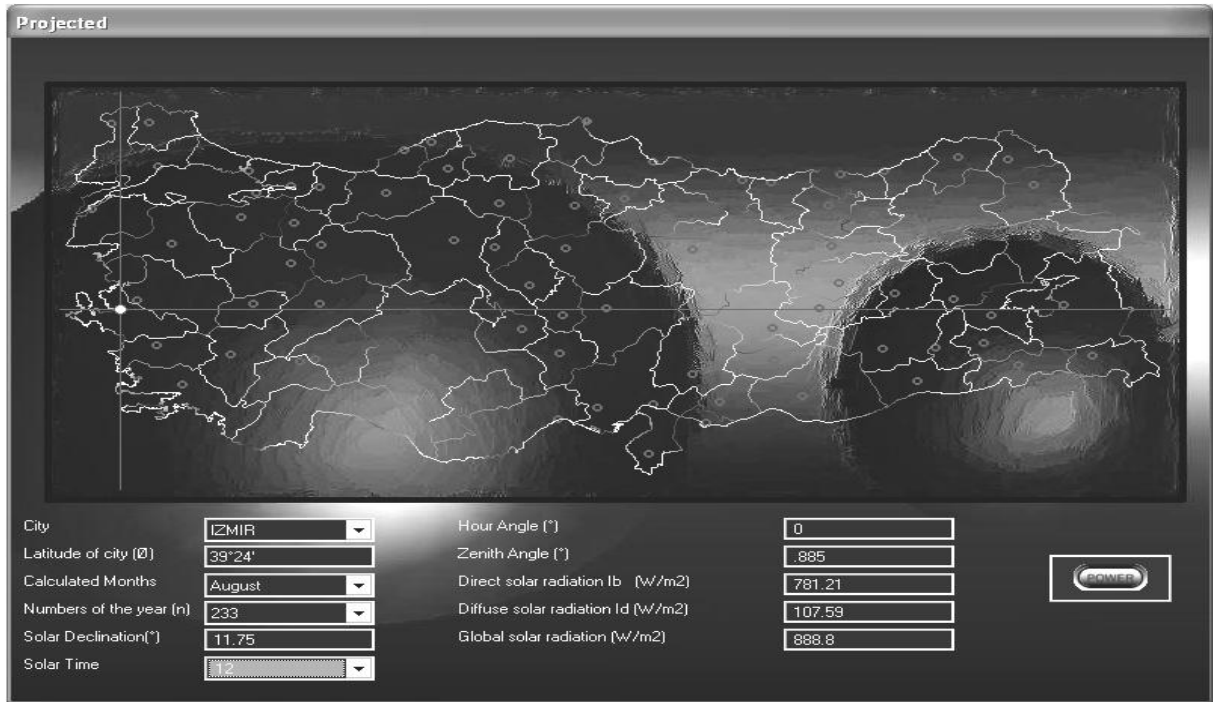 Projected
City IZMIR
Latitude of city (Ø) 39°24'
Calculated Months August
Numbers of the year (n) 233
Solar Declination(°) 11.75
Solar Time 12
Hour Angle (°) 0
Zenith Angle (°) .885
Direct solar radiation Ib (W/m2) 781.21
Diffuse solar radiation Id (W/m2) 107.59
Global solar radiation (W/m2) 888.8
POWER